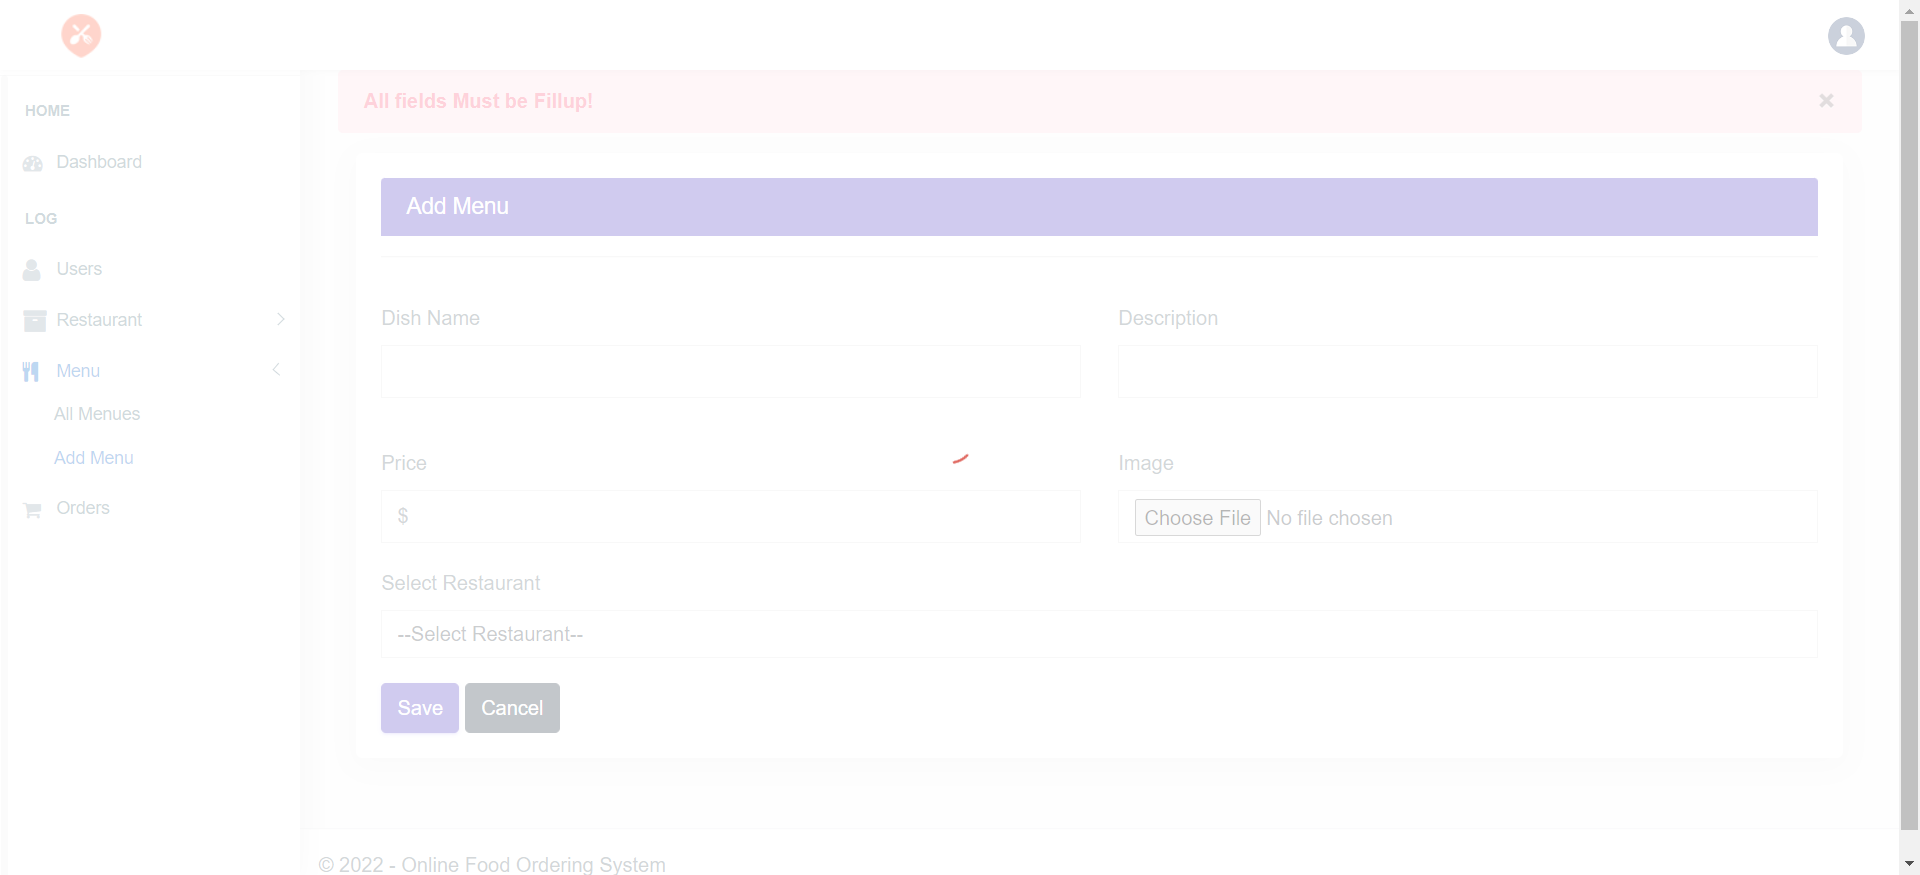 HOME
Dashboard
LOG
Users
Restaurant
Menu
All Menues
Add Menu
Orders
All fields Must be Fillup!
Add Menu
Dish Name
Description
Price
$
Image
Choose File No file chosen
Select Restaurant
--Select Restaurant--
Save Cancel
© 2022 - Online Food Ordering System